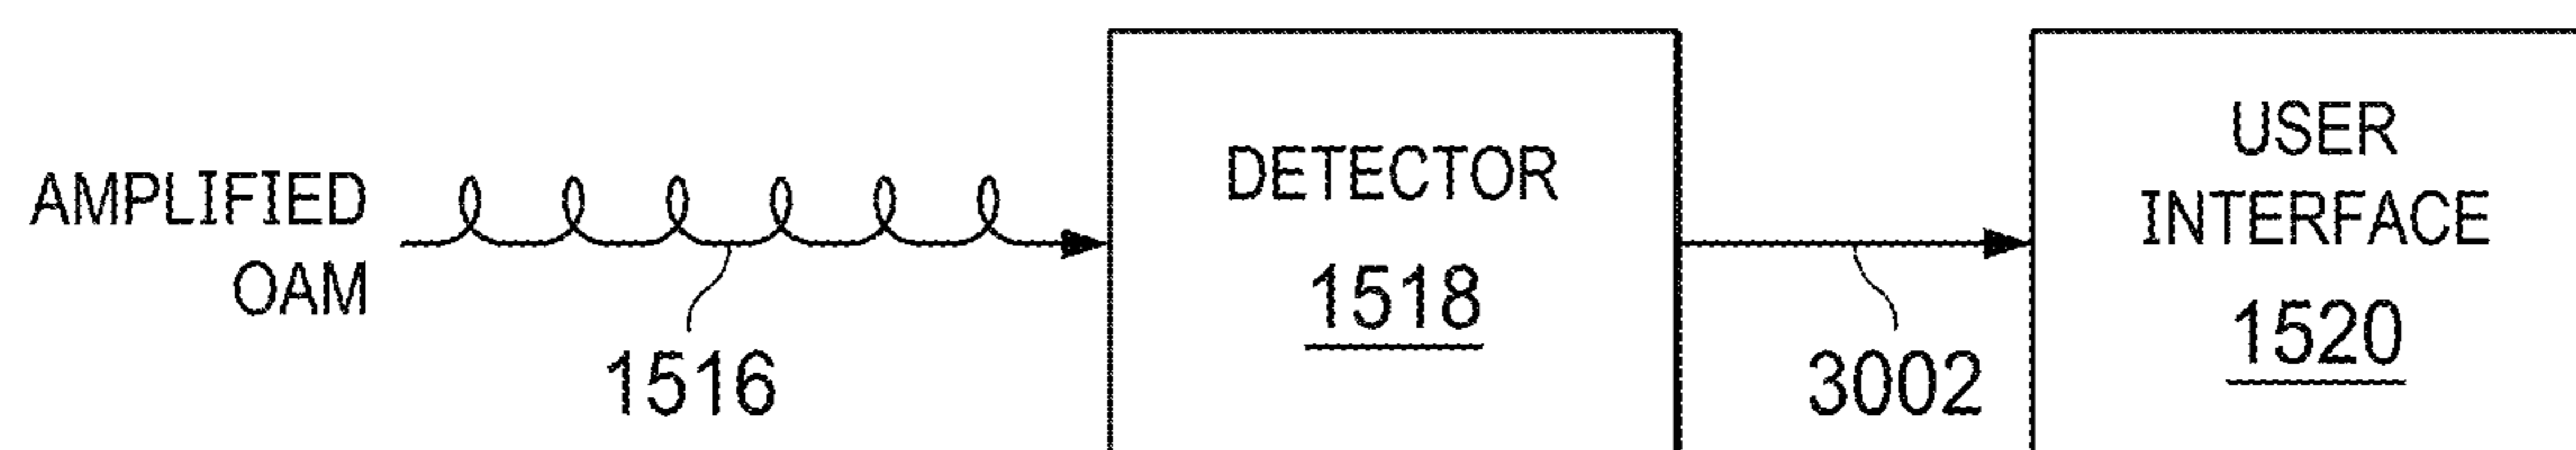 AMPLIFIED
OAM
1516
DETECTOR
1518
3002
USER
INTERFACE
1520